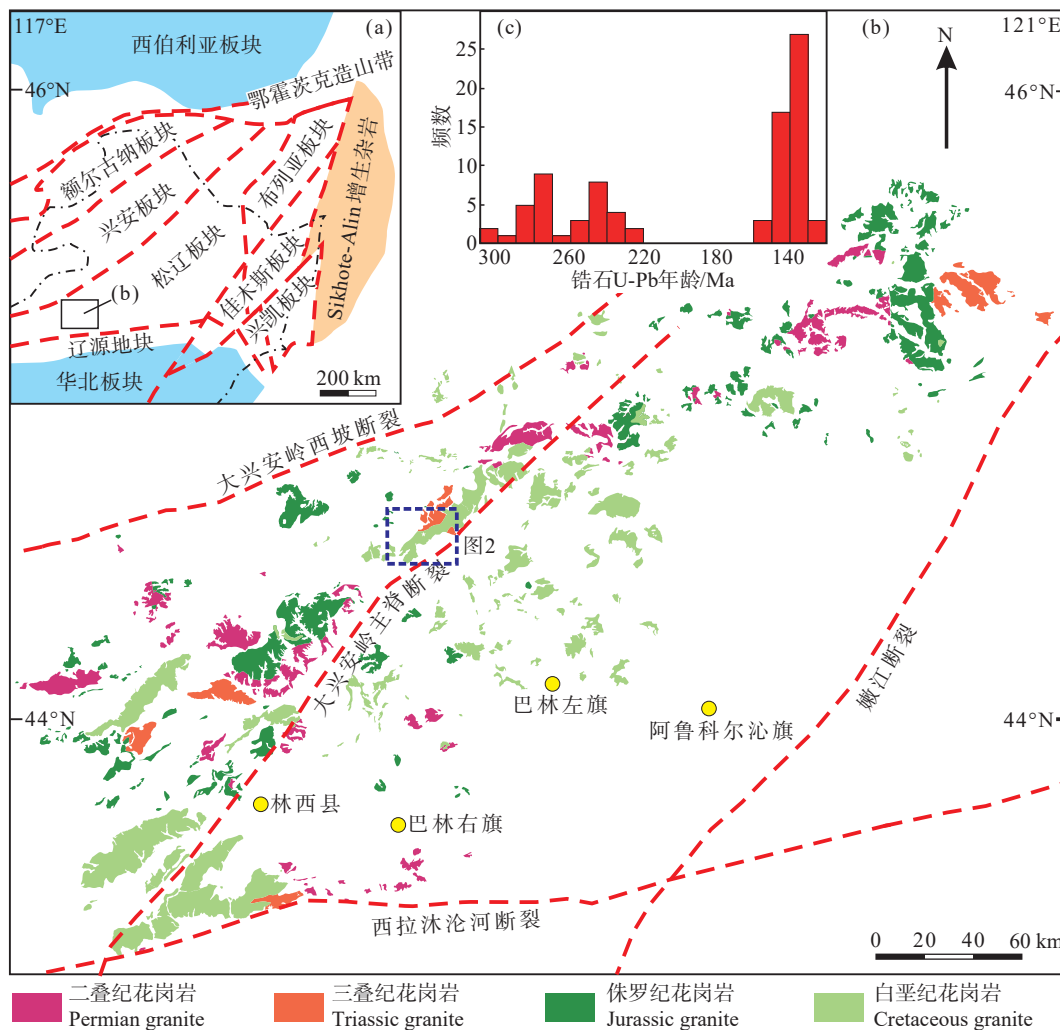 117°E
(a)
西伯利亚板块
46°N
鄂霍茨克造山带
额尔古纳板块
兴安板块
松辽板块
布列亚板块
佳木斯板块
兴凯板块
Sikhote-Alin增生杂岩
(b)
辽源地块
华北板块
200 km
(c)
25
20
15
10
5
0
频数
300
260
220
180
140
锆石U-Pb年龄/Ma
(b)
121°E
N
46°N
大兴安岭西坡断裂
图2
大兴安岭主脊断裂
嫩江断裂
巴林左旗
44°N
阿鲁科尔沁旗
44°N
林西县
巴林右旗
西拉沐沦河断裂
0 20 40 60 km
二叠纪花岗岩
Permian granite
三叠纪花岗岩
Triassic granite
侏罗纪花岗岩
Jurassic granite
白垩纪花岗岩
Cretaceous granite